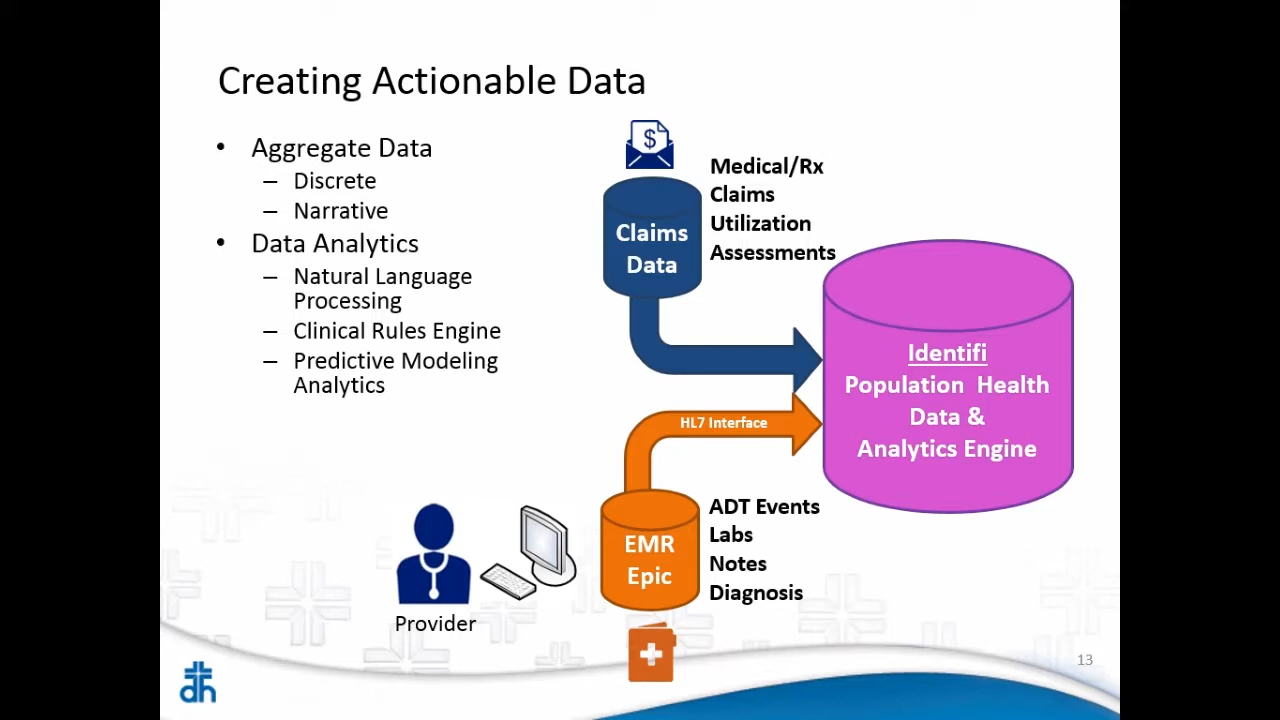 Creating Actionable Data
• Aggregate Data
– Discrete
– Narrative
• Data Analytics
– Natural Language
Processing
– Clinical Rules Engine
– Predictive Modeling
Analytics
$
Claims
Data
Medical/Rx
Claims
Utilization
Assessments
Identifi
Population Health
Data &
Analytics Engine
HL7 Interface
EMR
Epic
ADT Events
Labs
Notes
Diagnosis
Provider
dh
13